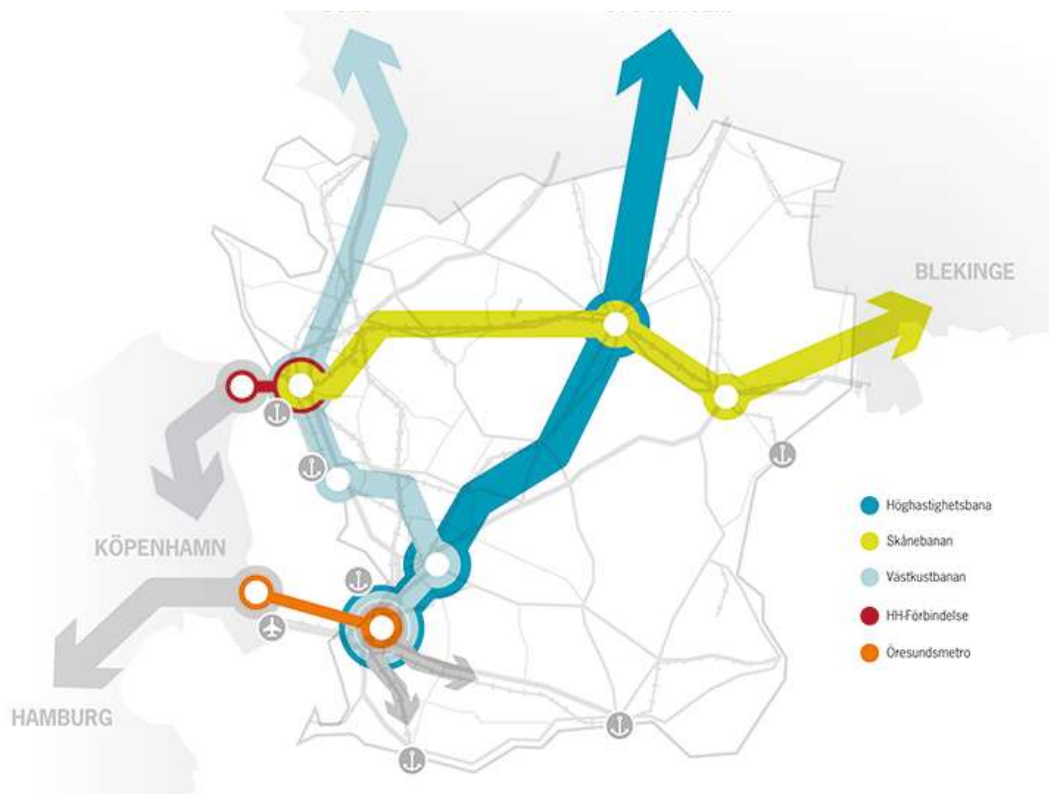 BLEKINGE
KÖPENHAMN
HAMBURG
Höghastighetsbana
Skånebanan
Västkustbanan
HH-Förbindelse
Öresundsmetro